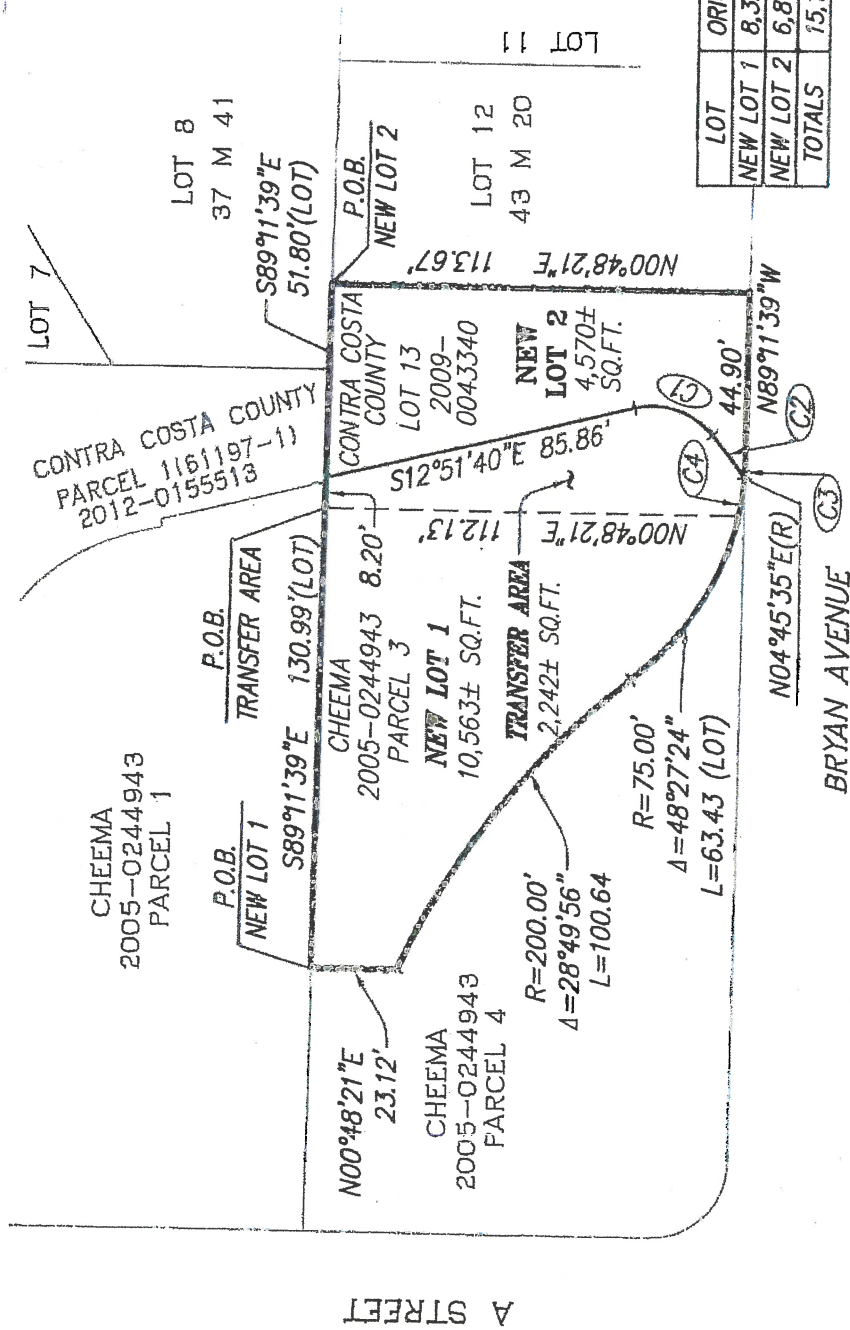 LOT 7
LOT 8
37 M 41
S89°11'39"E
51.80'(LOT)
P.O.B.
NEW LOT 2
LOT 11
LOT 12
43 M 20
CONTRA COSTA COUNTY
PARCEL 1(61197-1)
2012-0155513
CHEEMA
2005-0244943
PARCEL 1
P.O.B.
TRANSFER AREA
P.O.B.
NEW LOT 1
S89°11'39"E 130.99'(LOT)
8.20'
CONTRA COSTA
COUNTY
LOT 13
2009-
0043340
NEW
LOT 2
4,570±
SQ.FT.
N00°48'21"E 113.67'
S12°51'40"E 85.86'
N00°48'21"E 112.13'
CHEEMA
2005-0244943
PARCEL 3
NEW LOT 1
10,563± SQ.FT.
TRANSFER AREA
2,242± SQ.FT.
N00°48'21"E
23.12'
CHEEMA
2005-0244943
PARCEL 4
R=200.00'
Δ=28°49'56"
L=100.64
R=75.00'
Δ=48°27'24"
L=63.43 (LOT)
C1
C4
C2
C3
44.90'
N89°11'39"W
N04°45'35"E(R)
BRYAN AVENUE
A STREET
LOT ORI
NEW LOT 1 8,3
NEW LOT 2 6,8
TOTALS 15,